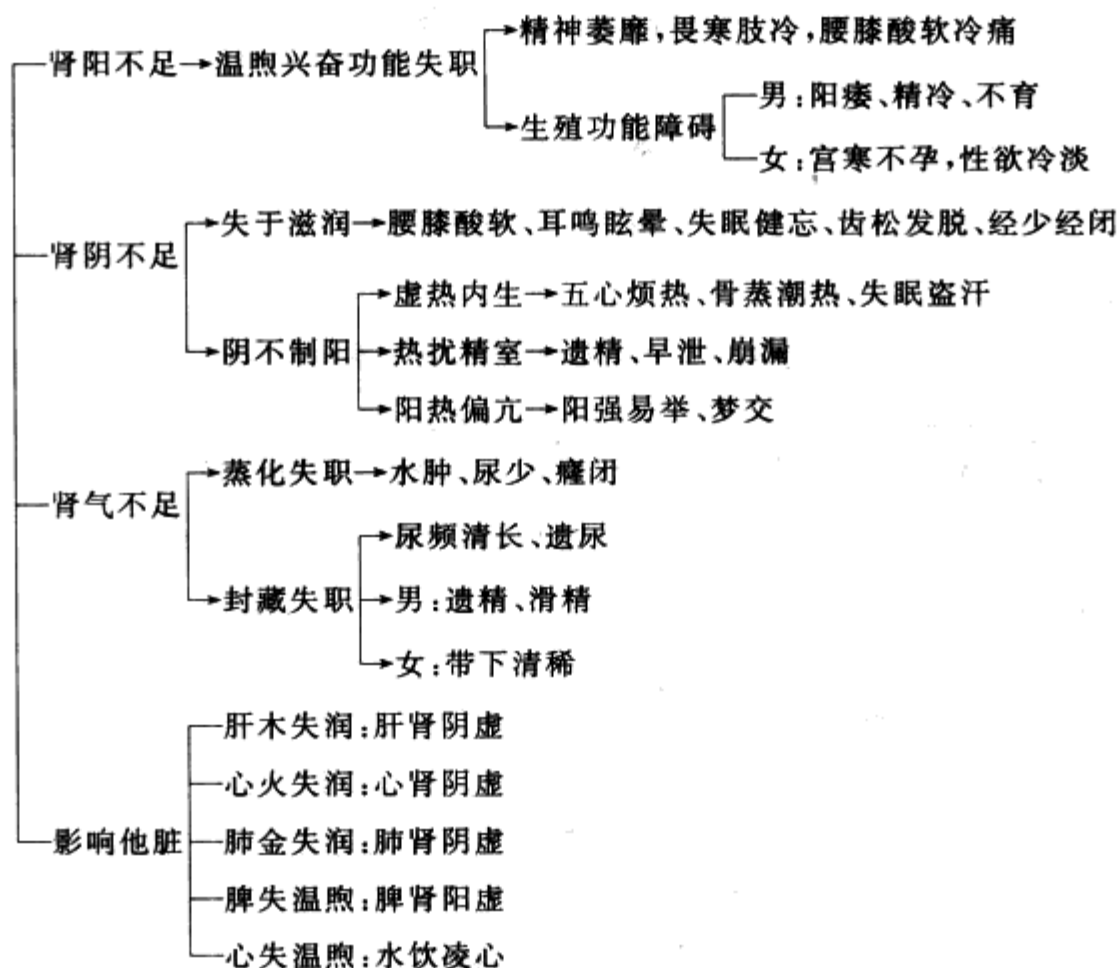 肾阳不足→温煦兴奋功能失职
→精神萎靡,畏寒肢冷,腰膝酸软冷痛
→生殖功能障碍
男:阳痿、精冷、不育
女:宫寒不孕,性欲冷淡
肾阴不足
→失于滋润→腰膝酸软、耳鸣眩晕、失眠健忘、齿松发脱、经少经闭
→阴不制阳
→虚热内生→五心烦热、骨蒸潮热、失眠盗汗
→热扰精室→遗精、早泄、崩漏
→阳热偏亢→阳强易举、梦交
肾气不足
→蒸化失职→水肿、尿少、癃闭
→封藏失职
→尿频清长、遗尿
→男:遗精、滑精
→女:带下清稀
影响他脏
肝木失润:肝肾阴虚
心火失润:心肾阴虚
肺金失润:肺肾阴虚
脾失温煦:脾肾阳虚
心失温煦:水饮凌心